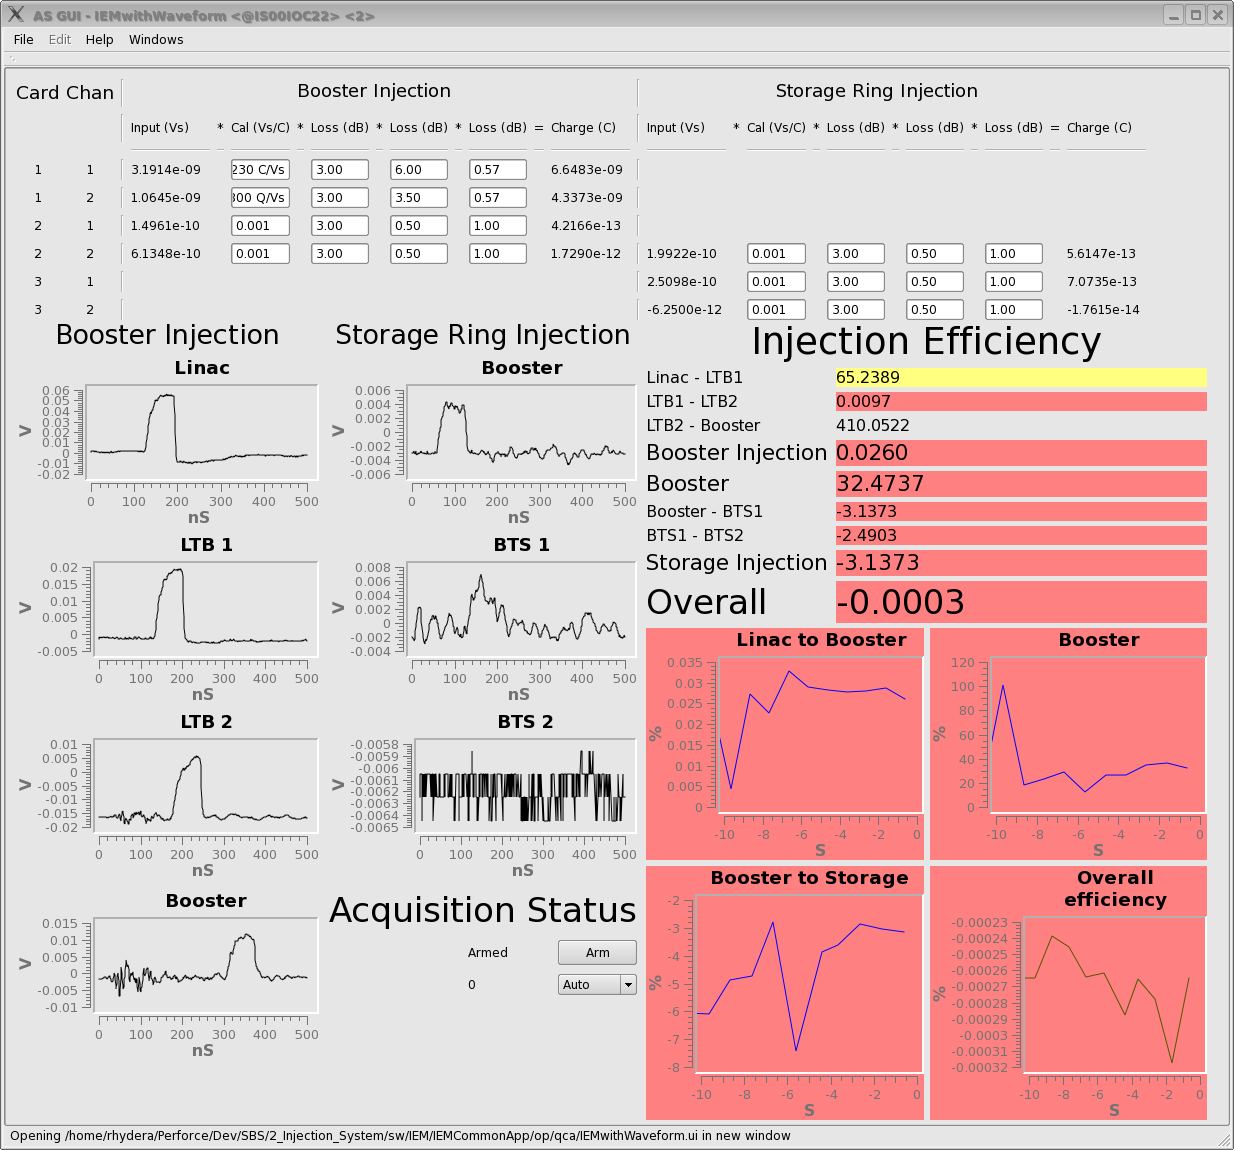 AS GUI - IEMwithWaveform <@IS00IOC22> <2>
File Edit Help Windows
Card Chan Booster Injection Storage Ring Injection
Input (Vs) * Cal (Vs/C) * Loss (dB) * Loss (dB) * Loss (dB) = Charge (C) Input (Vs) * Cal (Vs/C) * Loss (dB) * Loss (dB) * Loss (dB) = Charge (C)
1 1 3.1914e-09 230 C/Vs 3.00 6.00 0.57 6.6483e-09
1 2 1.0645e-09 300 Q/Vs 3.00 3.50 0.57 4.3373e-09
2 1 1.4961e-10 0.001 3.00 0.50 1.00 4.2166e-13
2 2 6.1348e-10 0.001 3.00 0.50 1.00 1.7290e-12 1.9922e-10 0.001 3.00 0.50 1.00 5.6147e-13
3 1 2.5098e-10 0.001 3.00 0.50 1.00 7.0735e-13
3 2 -6.2500e-12 0.001 3.00 0.50 1.00 -1.7615e-14
Booster Injection
Linac
0.06
0.05
0.04
0.03
0.02
0.01
0
-0.01
-0.02
V
0 100 200 300 400 500
nS
LTB 1
0.02
0.015
0.01
0.005
0
-0.005
V
0 100 200 300 400 500
nS
LTB 2
0.01
0.005
0
-0.005
-0.01
-0.015
-0.02
V
0 100 200 300 400 500
nS
Booster
0.015
0.01
0.005
0
-0.005
-0.01
V
0 100 200 300 400 500
nS
Storage Ring Injection
Booster
0.006
0.004
0.002
0
-0.002
-0.004
-0.006
V
0 100 200 300 400 500
nS
BTS 1
0.008
0.006
0.004
0.002
0
-0.002
-0.004
V
0 100 200 300 400 500
nS
BTS 2
-0.0058
-0.0059
-0.006
-0.0061
-0.0062
-0.0063
-0.0064
-0.0065
V
0 100 200 300 400 500
nS
Acquisition Status
Armed Arm
0 Auto
Injection Efficiency
Linac - LTB1 65.2389
LTB1 - LTB2 0.0097
LTB2 - Booster 410.0522
Booster Injection 0.0260
Booster 32.4737
Booster - BTS1 -3.1373
BTS1 - BTS2 -2.4903
Storage Injection -3.1373
Overall -0.0003
Linac to Booster
0.035
0.03
0.025
0.02
0.015
0.01
0.005
0
%
-10 -8 -6 -4 -2 0
S
Booster
120
100
80
60
40
20
0
%
-10 -8 -6 -4 -2 0
S
Booster to Storage
-2
-3
-4
-5
-6
-7
-8
%
-10 -8 -6 -4 -2 0
S
Overall
efficiency
-0.00023
-0.00024
-0.00025
-0.00026
-0.00027
-0.00028
-0.00029
-0.0003
-0.00031
-0.00032
%
-10 -8 -6 -4 -2 0
S
Opening /home/rhydera/Perforce/Dev/SBS/2_Injection_System/sw/IEM/IEMCommonApp/op/qca/IEMwithWaveform.ui in new window